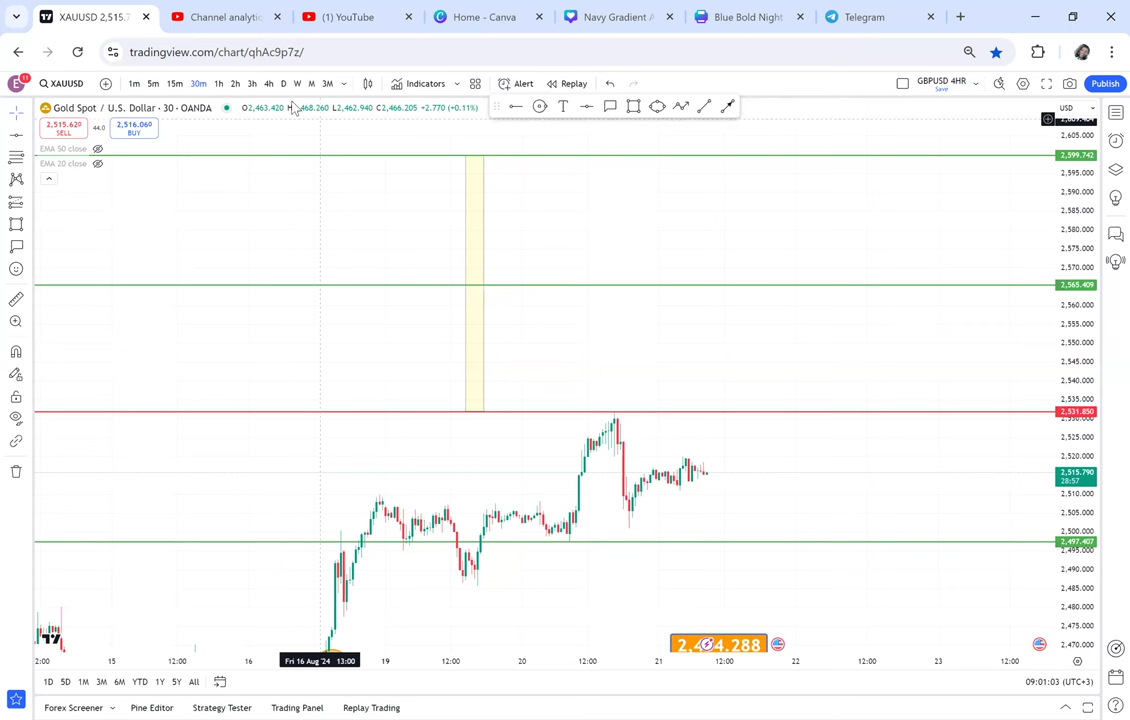 XAUUSD 2,515.7
Channel analytic
(1) YouTube
Home - Canva
Navy Gradient A
Blue Bold Night
Telegram
tradingview.com/chart/qhAc9p7z/
E 11 XAUUSD 1m 5m 15m 30m 1h 2h 3h 4h D W M 3M Indicators Alert Replay GBPUSD 4HR Save Publish
Gold Spot / U.S. Dollar · 30 · OANDA O2,463.420 H2,468.260 L2,462.940 C2,466.205 +2.770 (+0.11%) USD
2,515.620 SELL 44.0 2,516.060 BUY
EMA 50 close
EMA 20 close
2,605.000
2,599.742
2,595.000
2,590.000
2,585.000
2,580.000
2,575.000
2,570.000
2,565.409
2,560.000
2,555.000
2,550.000
2,545.000
2,540.000
2,535.000
2,531.850
2,525.000
2,520.000
2,515.790
28:57
2,510.000
2,505.000
2,500.000
2,497.407
2,495.000
2,490.000
2,485.000
2,480.000
2,475.000
2,470.000
2:00 15 12:00 16 Fri 16 Aug '24 13:00 19 12:00 20 12:00 21 12:00 22 12:00 23 12:00
1D 5D 1M 3M 6M YTD 1Y 5Y All 09:01:03 (UTC+3)
Forex Screener Pine Editor Strategy Tester Trading Panel Replay Trading